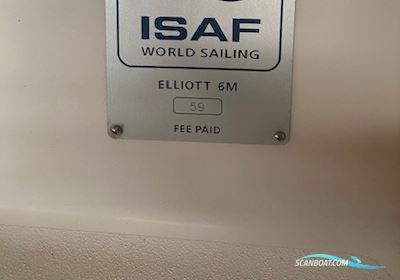 ISAF
WORLD SAILING
ELLIOTT 6M
59
FEE PAID
SCANBOAT.COM